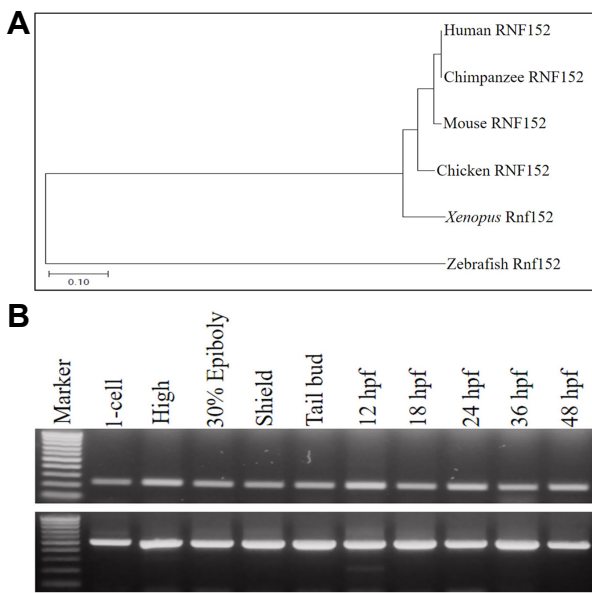 A
Human RNF152
Chimpanzee RNF152
Mouse RNF152
Chicken RNF152
Xenopus Rnf152
Zebrafish Rnf152
0.10
B
Marker
1-cell
High
30% Epiboly
Shield
Tail bud
12 hpf
18 hpf
24 hpf
36 hpf
48 hpf